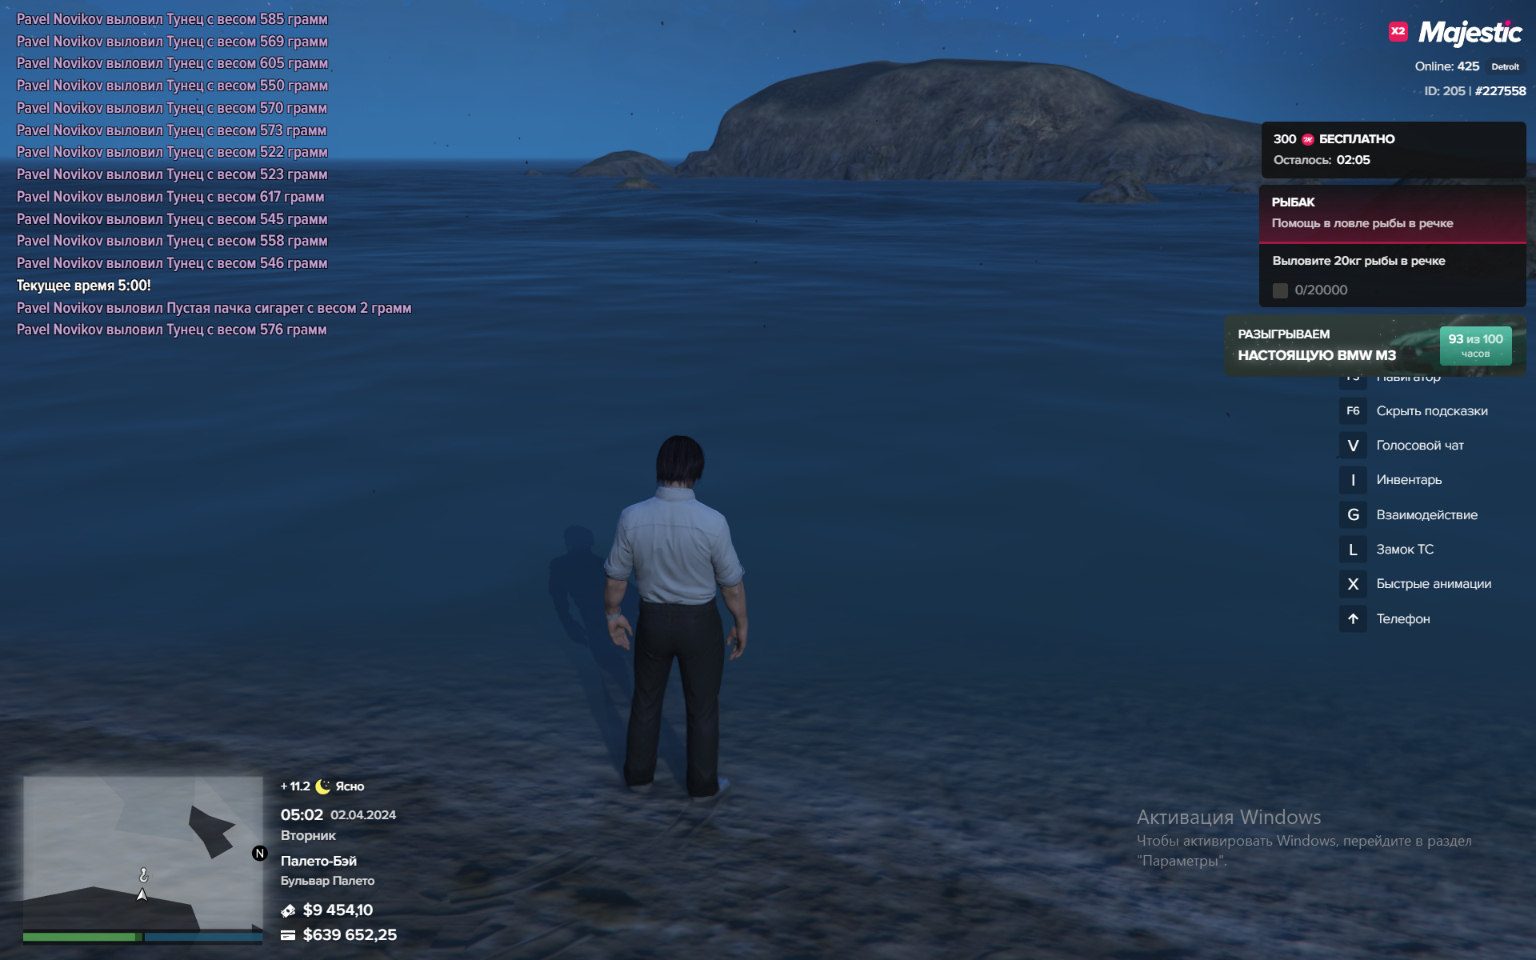 Pavel Novikov выловил Тунец с весом 585 грамм
Pavel Novikov выловил Тунец с весом 569 грамм
Pavel Novikov выловил Тунец с весом 605 грамм
Pavel Novikov выловил Тунец с весом 550 грамм
Pavel Novikov выловил Тунец с весом 570 грамм
Pavel Novikov выловил Тунец с весом 573 грамм
Pavel Novikov выловил Тунец с весом 522 грамм
Pavel Novikov выловил Тунец с весом 523 грамм
Pavel Novikov выловил Тунец с весом 617 грамм
Pavel Novikov выловил Тунец с весом 545 грамм
Pavel Novikov выловил Тунец с весом 558 грамм
Pavel Novikov выловил Тунец с весом 546 грамм
Текущее время 5:00!
Pavel Novikov выловил Пустая пачка сигарет с весом 2 грамм
Pavel Novikov выловил Тунец с весом 576 грамм
X2 Majestic
Online: 425 Detroit
ID: 205 | #227558
300 БЕСПЛАТНО
Осталось: 02:05
РЫБАК
Помощь в ловле рыбы в речке
Выловите 20кг рыбы в речке
0/20000
РАЗЫГРЫВАЕМ
НАСТОЯЩУЮ BMW M3
93 из 100
часов
Навигатор
F6 Скрыть подсказки
V Голосовой чат
I Инвентарь
G Взаимодействие
L Замок ТС
X Быстрые анимации
Телефон
+11.2 Ясно
05:02 02.04.2024
Вторник
N
Палето-Бэй
Бульвар Палето
$9 454,10
$639 652,25
Активация Windows
Чтобы активировать Windows, перейдите в раздел
"Параметры".